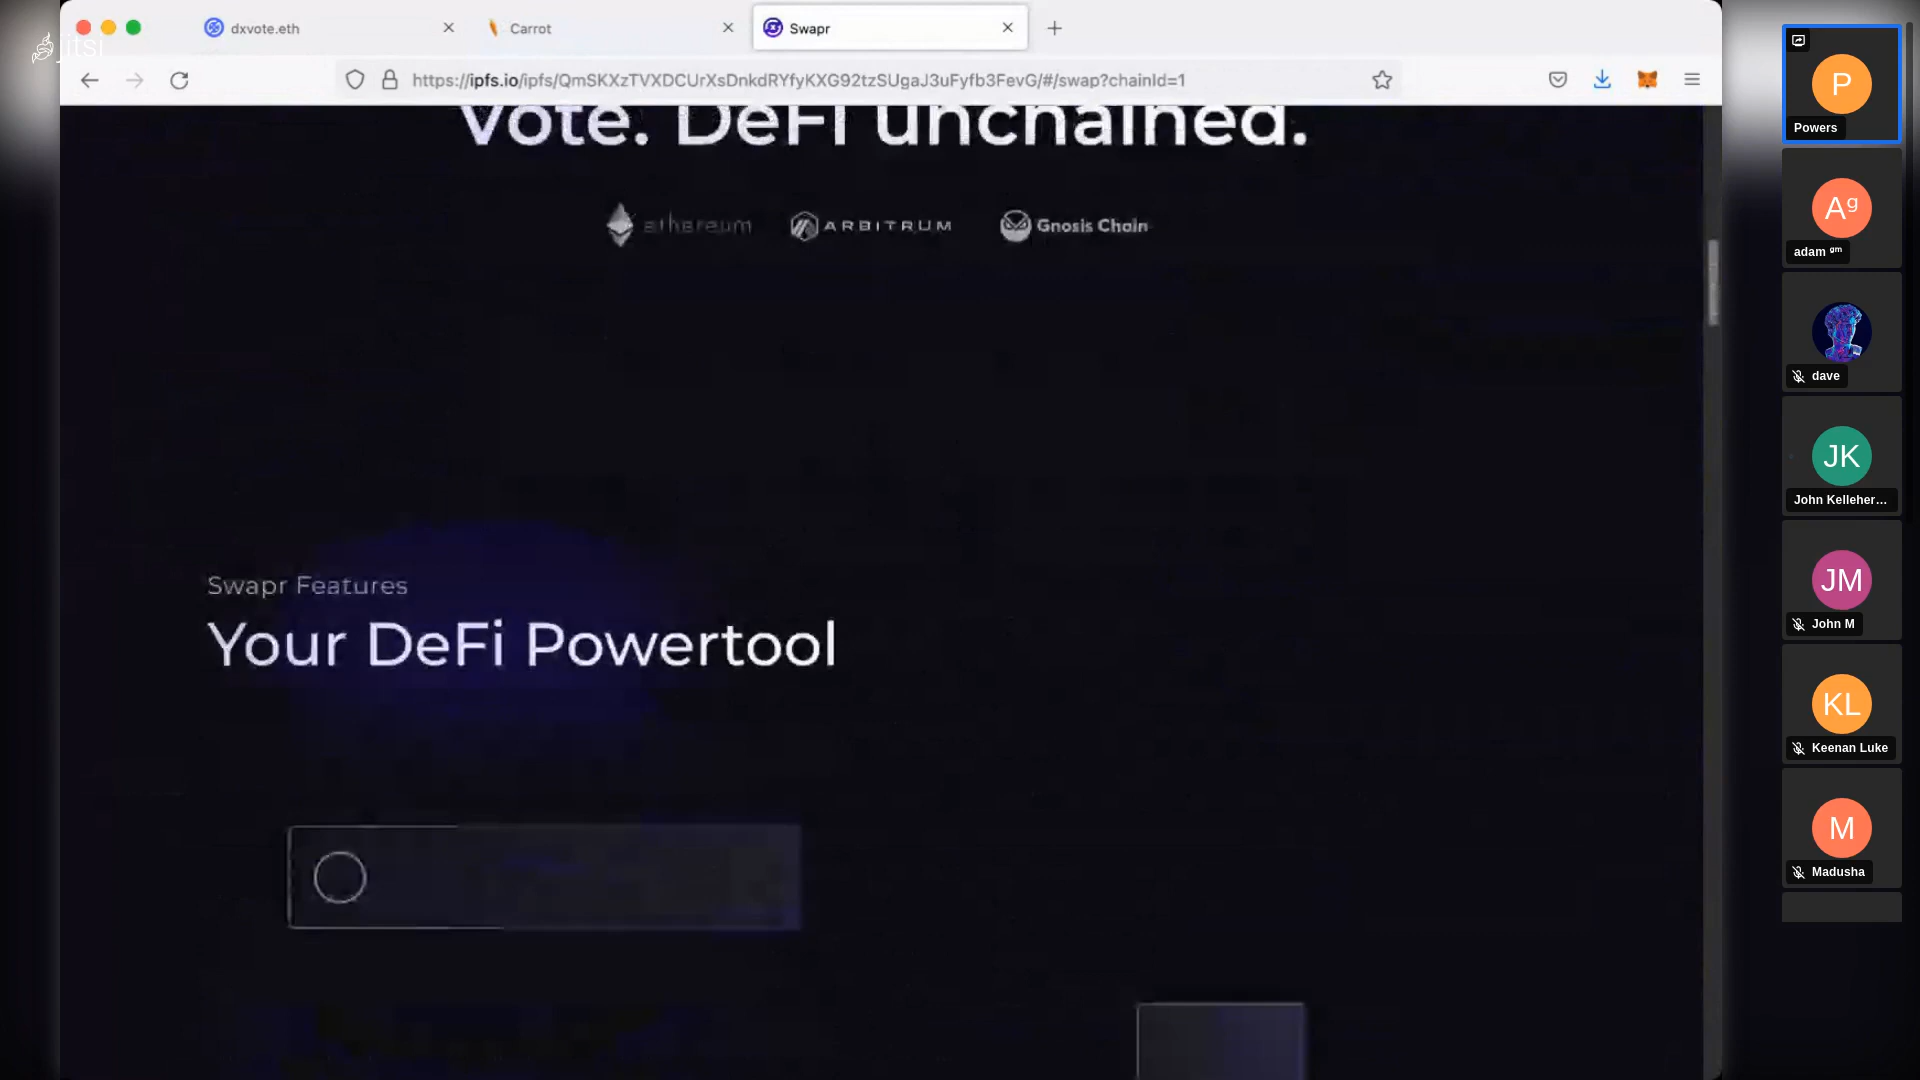 jitsi
dxvote.eth
Carrot
Swapr
https://ipfs.io/ipfs/QmSKXzTVXDCUrXsDnkdRYfyKXG92tzSUgaJ3uFyfb3FevG/#/swap?chainId=1
Vote. DeFi unchained.
ethereum
ARBITRUM
Gnosis Chain
Swapr Features
Your DeFi Powertool
P
Powers
Ag
adam gm
dave
JK
John Kelleher...
JM
John M
KL
Keenan Luke
M
Madusha